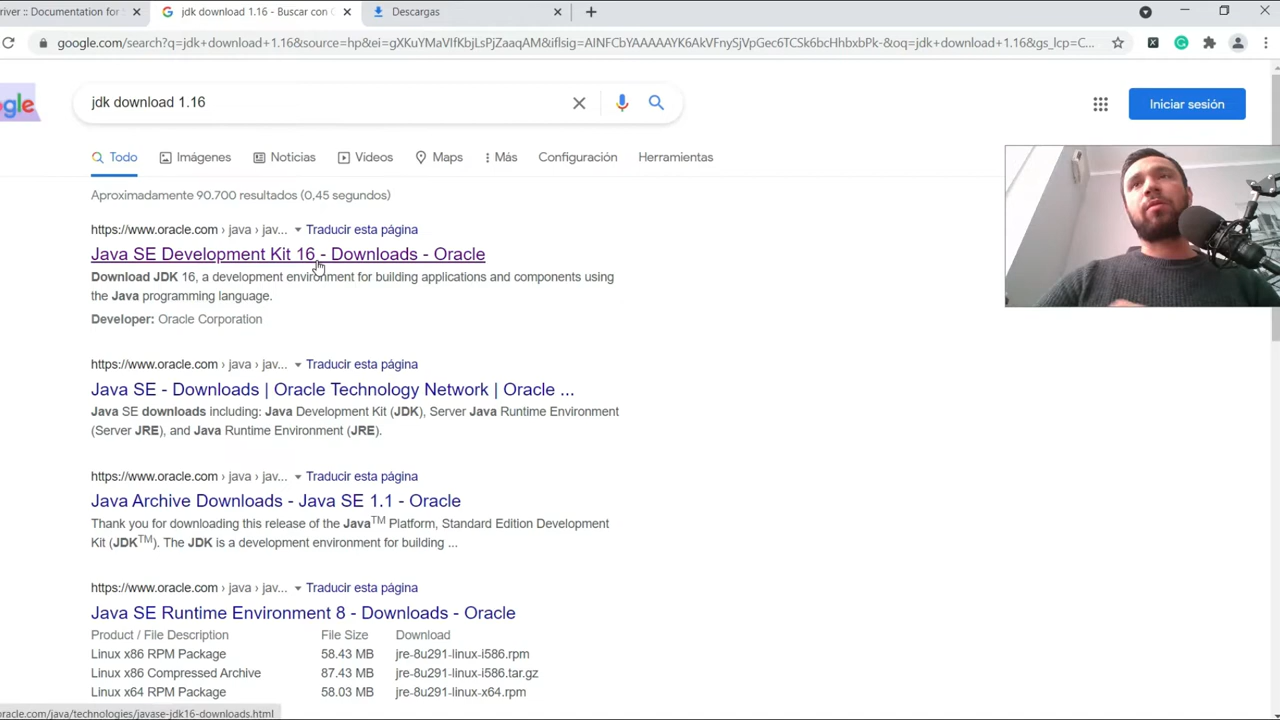 river :: Documentation for
jdk download 1.16 - Buscar con
Descargas
google.com/search?q=jdk+download+1.16&source=hp&ei=gXKuYMaVIfKbjLsPjZaaqAM&iflsig=AINFCbYAAAAAYK6AkVFnySjVpGec6TCSk6bcHhbxbPk-&oq=jdk+download+1.16&gs_lcp=C...
jdk download 1.16
Iniciar sesión
Todo Imágenes Noticias Videos Maps Más Configuración Herramientas
Aproximadamente 90.700 resultados (0,45 segundos)
https://www.oracle.com › java › jav... Traducir esta página
Java SE Development Kit 16 - Downloads - Oracle
Download JDK 16, a development environment for building applications and components using
the Java programming language.
Developer: Oracle Corporation
https://www.oracle.com › java › jav... Traducir esta página
Java SE - Downloads | Oracle Technology Network | Oracle ...
Java SE downloads including: Java Development Kit (JDK), Server Java Runtime Environment
(Server JRE), and Java Runtime Environment (JRE).
https://www.oracle.com › java › jav... Traducir esta página
Java Archive Downloads - Java SE 1.1 - Oracle
Thank you for downloading this release of the Java™ Platform, Standard Edition Development
Kit (JDK™). The JDK is a development environment for building ...
https://www.oracle.com › java › jav... Traducir esta página
Java SE Runtime Environment 8 - Downloads - Oracle
Product / File Description File Size Download
Linux x86 RPM Package 58.43 MB jre-8u291-linux-i586.rpm
Linux x86 Compressed Archive 87.43 MB jre-8u291-linux-i586.tar.gz
Linux x64 RPM Package 58.03 MB jre-8u291-linux-x64.rpm
oracle.com/java/technologies/javase-jdk16-downloads.html